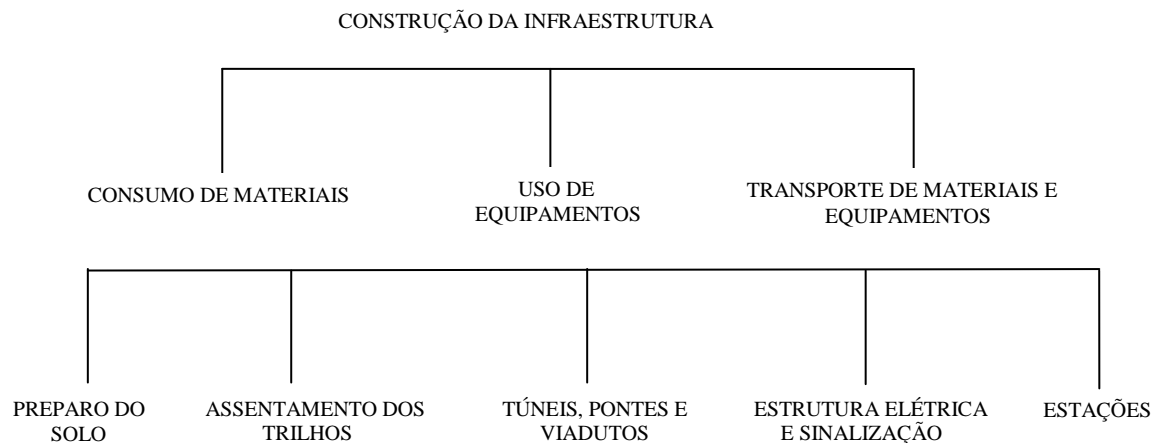 CONSTRUÇÃO DA INFRAESTRUTURA
CONSUMO DE MATERIAIS
USO DE
EQUIPAMENTOS
TRANSPORTE DE MATERIAIS E
EQUIPAMENTOS
PREPARO DO
SOLO
ASSENTAMENTO DOS
TRILHOS
TÚNEIS, PONTES E
VIADUTOS
ESTRUTURA ELÉTRICA
E SINALIZAÇÃO
ESTAÇÕES